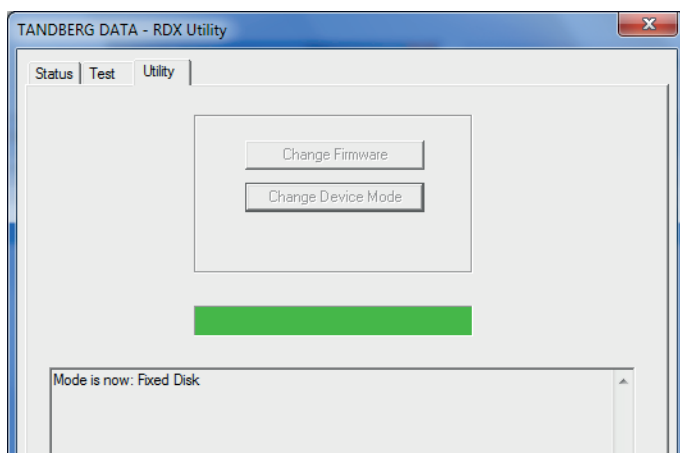 TANDBERG DATA - RDX Utility
Status Test Utility
Change Firmware
Change Device Mode
Mode is now: Fixed Disk